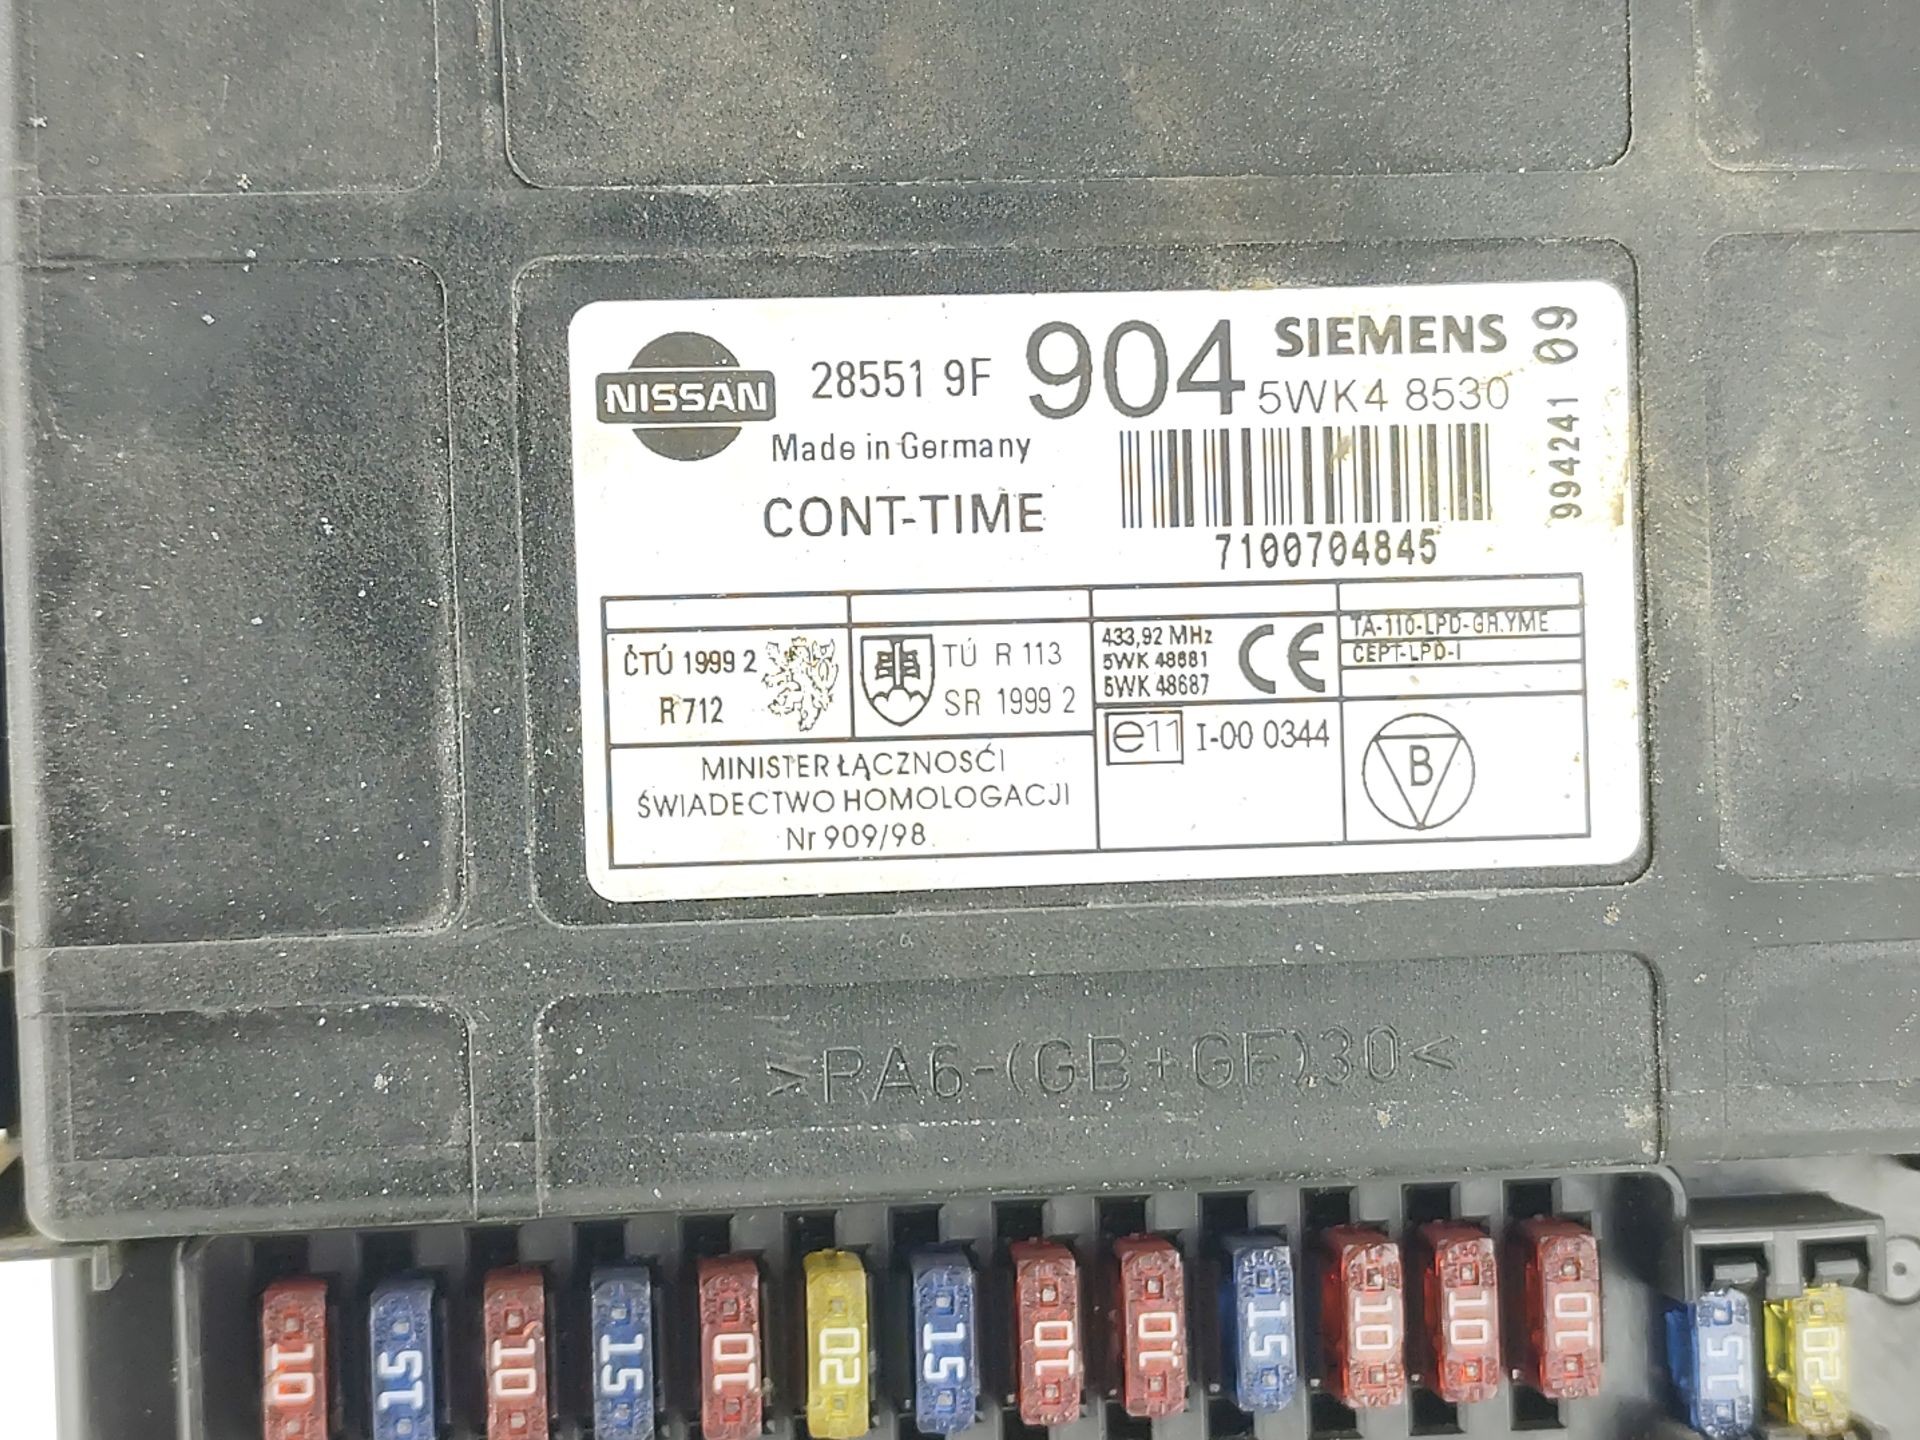 NISSAN
28551 9F 904
SIEMENS
5WK4 8530
994241 09
Made in Germany
CONT-TIME
7100704845
ČTÚ 1999 2
R 712
TÚ R 113
SR 1999 2
433,92 MHz
5WK 48681
5WK 48687
CE
TA-110-LPD-GR.YME
CEPT-LPD-I
MINISTER ŁĄCZNOSĆI
ŚWIADECTWO HOMOLOGACJI
Nr 909/98
e11 I-00 0344
B
>PA6-(GB+GF)30<
10 15 10 15 10 20 15 10 10 15 10 10 10 15 20